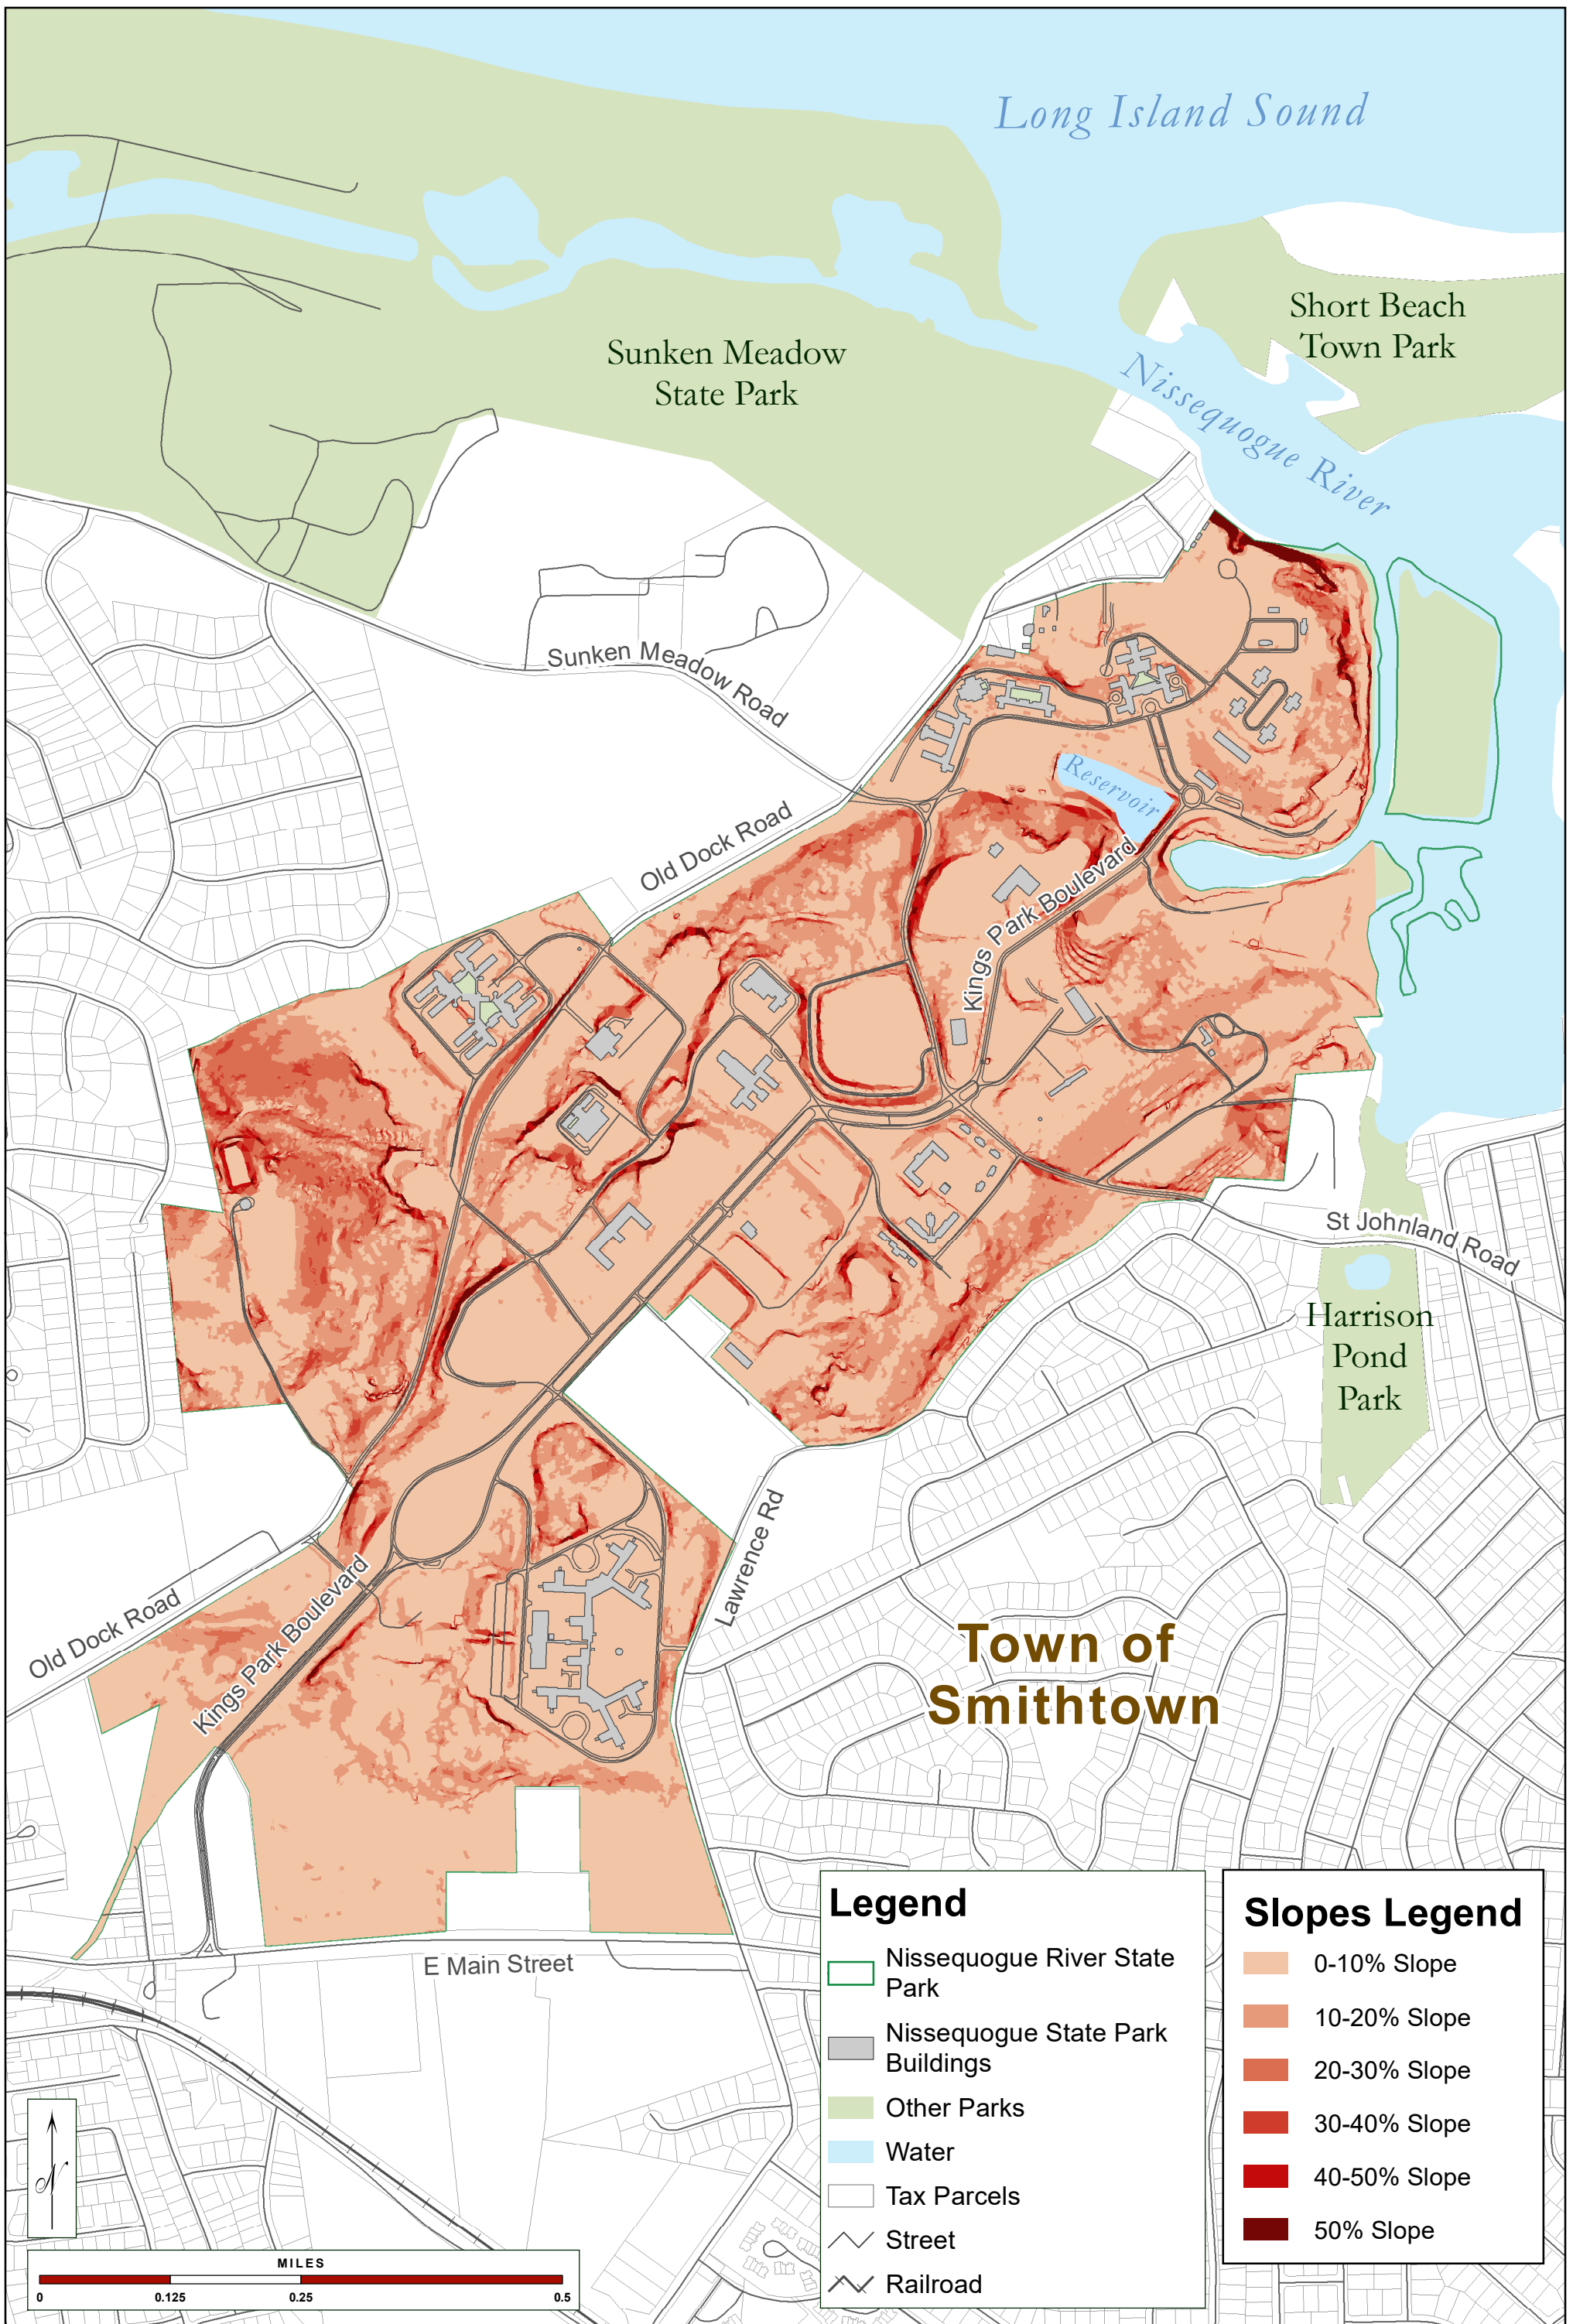 Long Island Sound
Short Beach
Town Park
Sunken Meadow
State Park
Nissequogue River
Sunken Meadow Road
Reservoir
Old Dock Road
Kings Park Boulevard
St Johnland Road
Harrison
Pond
Park
Lawrence Rd
Old Dock Road
Kings Park Boulevard
Town of
Smithtown
E Main Street
Legend
Nissequogue River State
Park
Nissequogue State Park
Buildings
Other Parks
Water
Tax Parcels
Street
Railroad
Slopes Legend
0-10% Slope
10-20% Slope
20-30% Slope
30-40% Slope
40-50% Slope
50% Slope
N
MILES
0 0.125 0.25 0.5